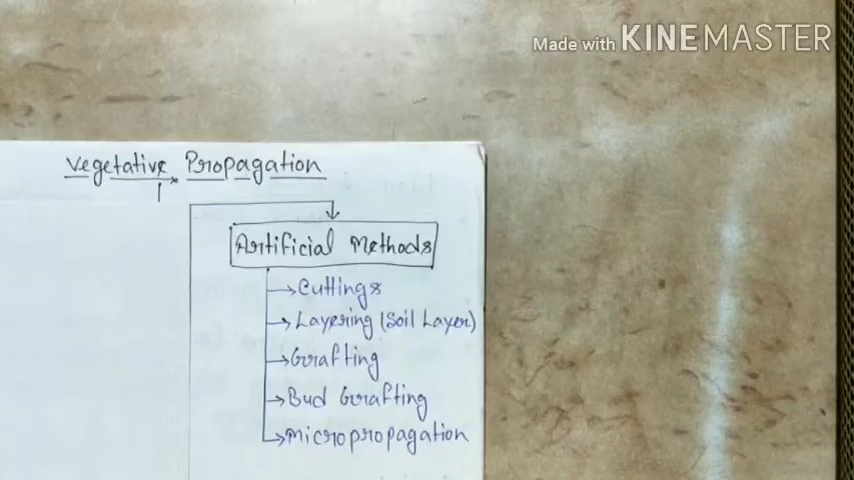 Made with KINEMASTER
Vegetative Propagation
Artificial Methods
Cuttings
Layering (Soil Layer)
Grafting
Bud Grafting
Micropropagation